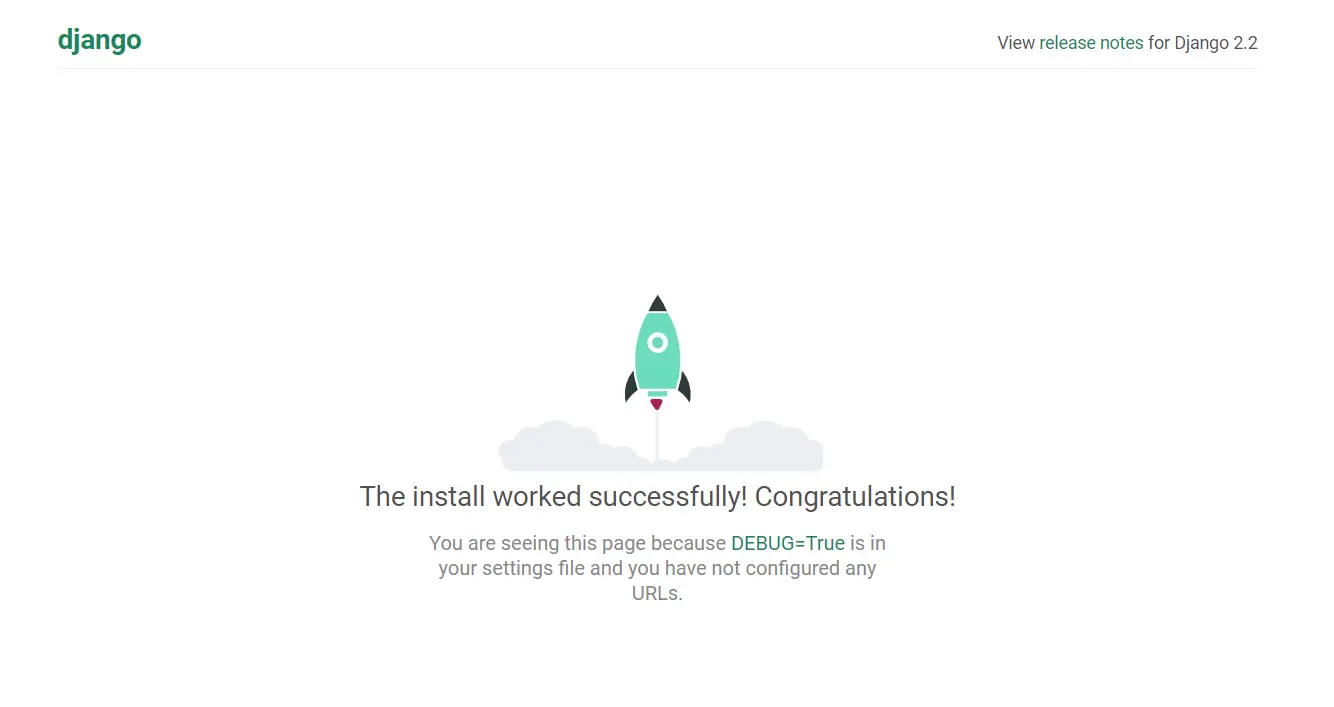 django
View release notes for Django 2.2
The install worked successfully! Congratulations!
You are seeing this page because DEBUG=True is in
your settings file and you have not configured any
URLs.